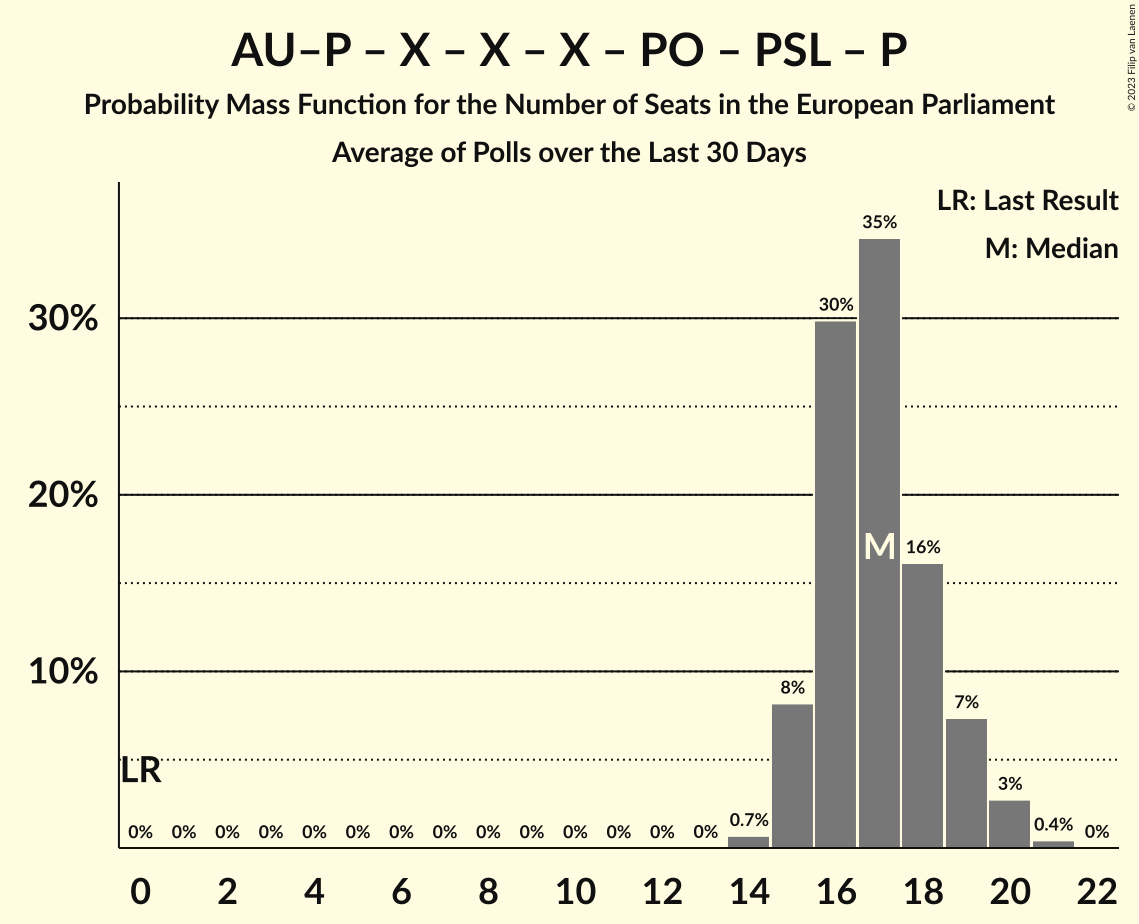 AU–P – X – X – X – PO – PSL – P
Probability Mass Function for the Number of Seats in the European Parliament
Average of Polls over the Last 30 Days
© 2023 Filip van Laenen
LR: Last Result
M: Median
35%
30%
30%
20%
M
16%
10%
8%
7%
LR
3%
0% 0% 0% 0% 0% 0% 0% 0% 0% 0% 0% 0% 0% 0% 0.7% 0.4% 0%
0 2 4 6 8 10 12 14 16 18 20 22